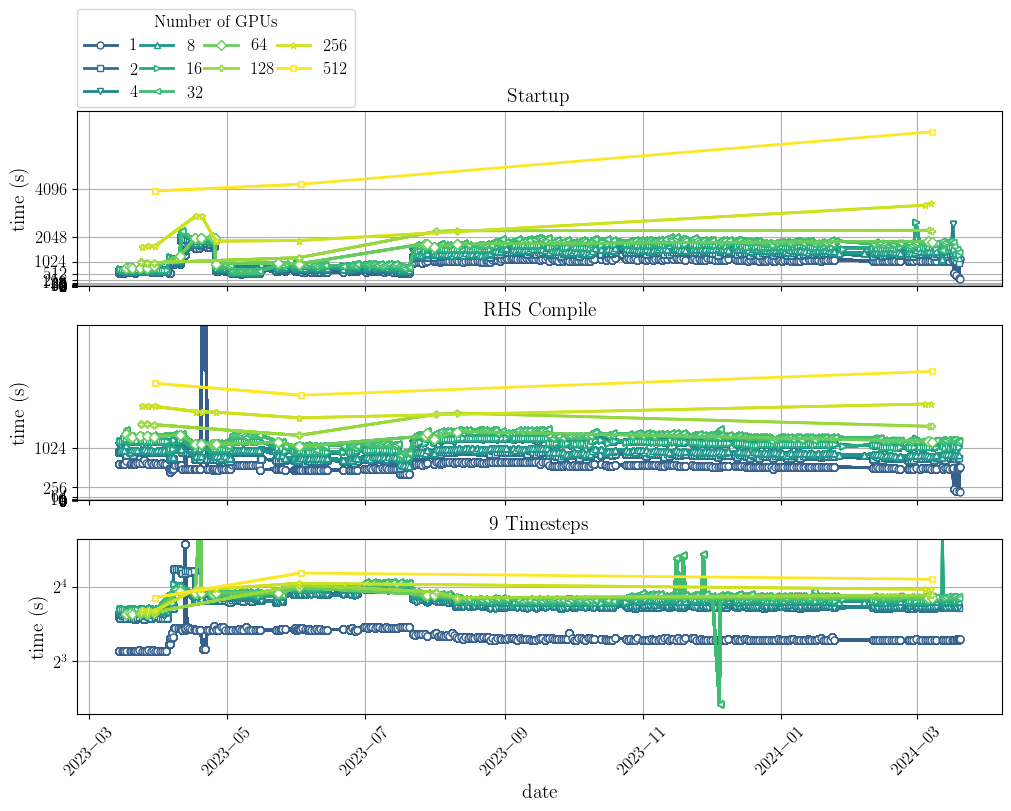 Number of GPUs
1 8 64 256
2 16 128 512
4 32
Startup
time (s)
4096
2048
1024
512
RHS Compile
time (s)
1024
256
9 Timesteps
time (s)
2^4
2^3
2023−03 2023−05 2023−07 2023−09 2023−11 2024−01 2024−03
date